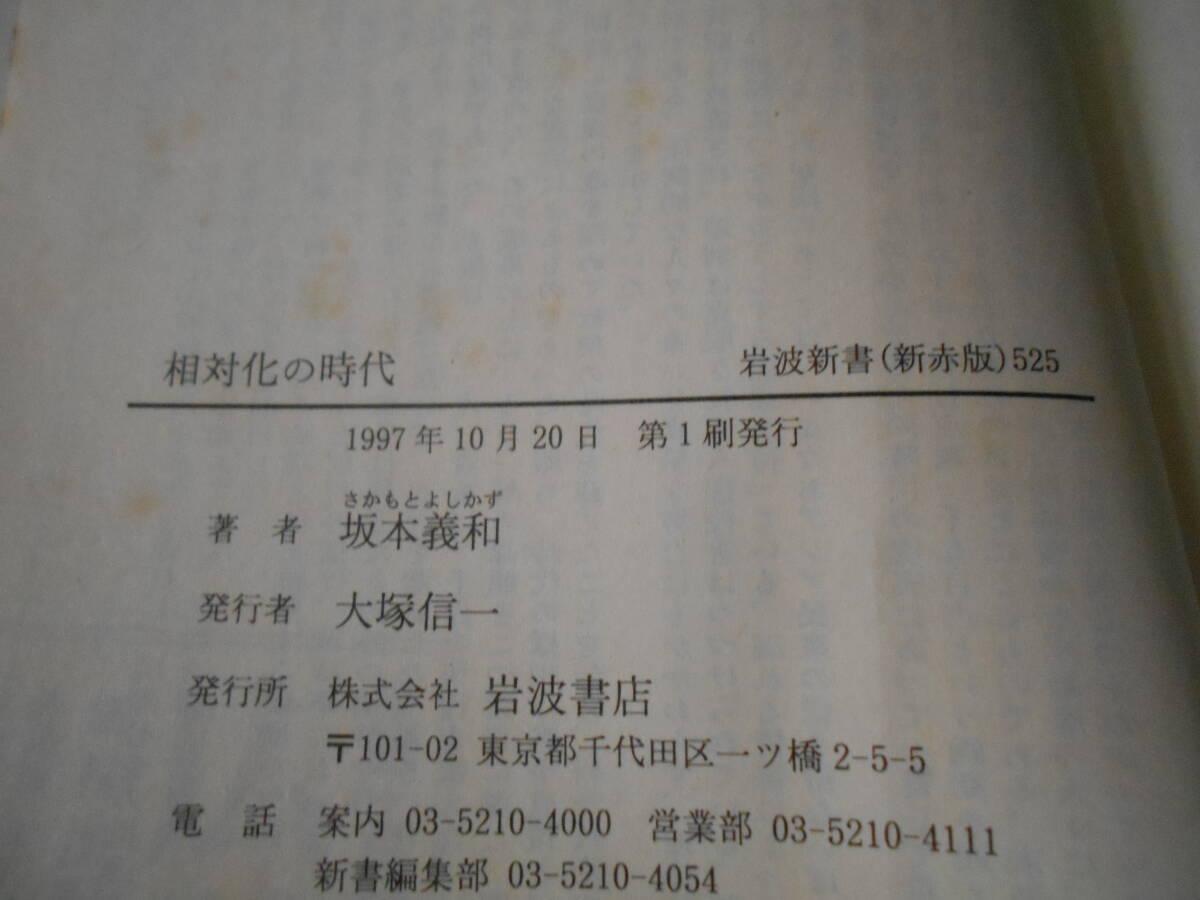 相対化の時代　岩波新書(新赤版)525
1997年10月20日　第1刷発行
さかもとよしかず
著　者　坂本義和
発行者　大塚信一
発行所　株式会社 岩波書店
〒101-02 東京都千代田区一ツ橋2-5-5
電　話　案内 03-5210-4000　営業部 03-5210-4111
新書編集部 03-5210-4054